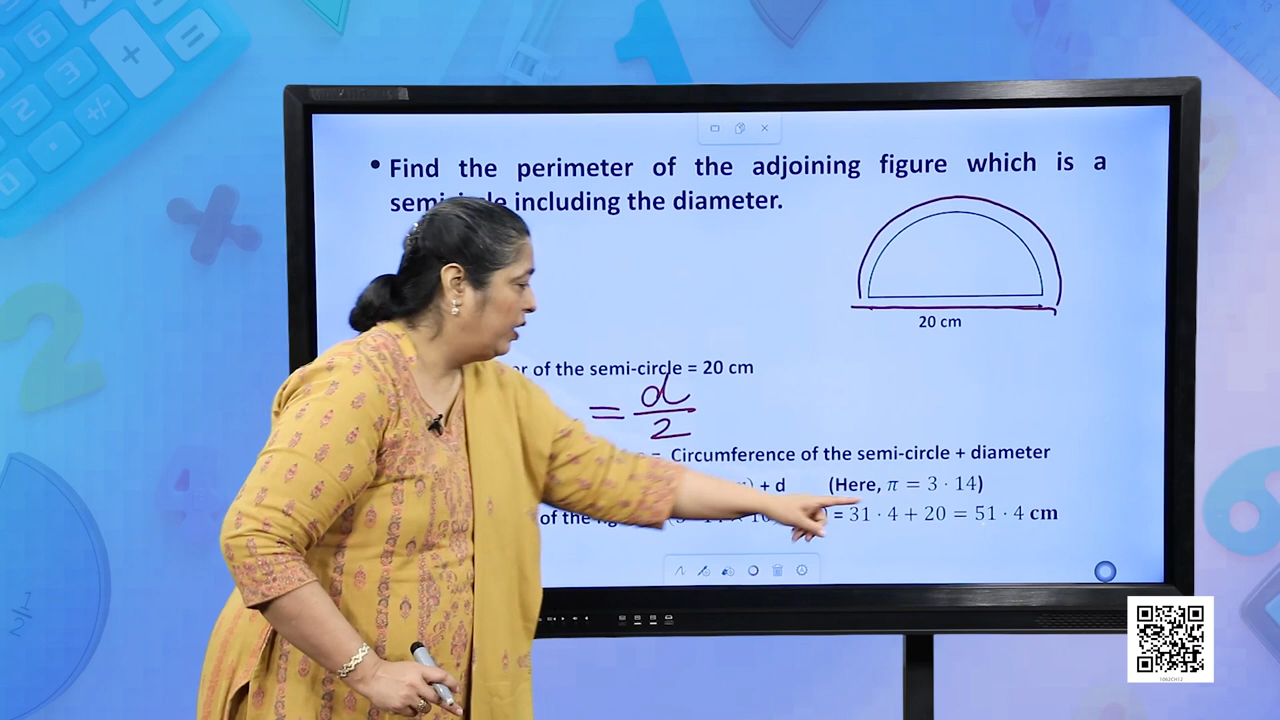 • Find the perimeter of the adjoining figure which is a
including the diameter.
20 cm
of the semi-circle = 20 cm
= d/2
= Circumference of the semi-circle + diameter
+ d (Here, π = 3 · 14)
of the = 31 · 4 + 20 = 51 · 4 cm
1062CH12